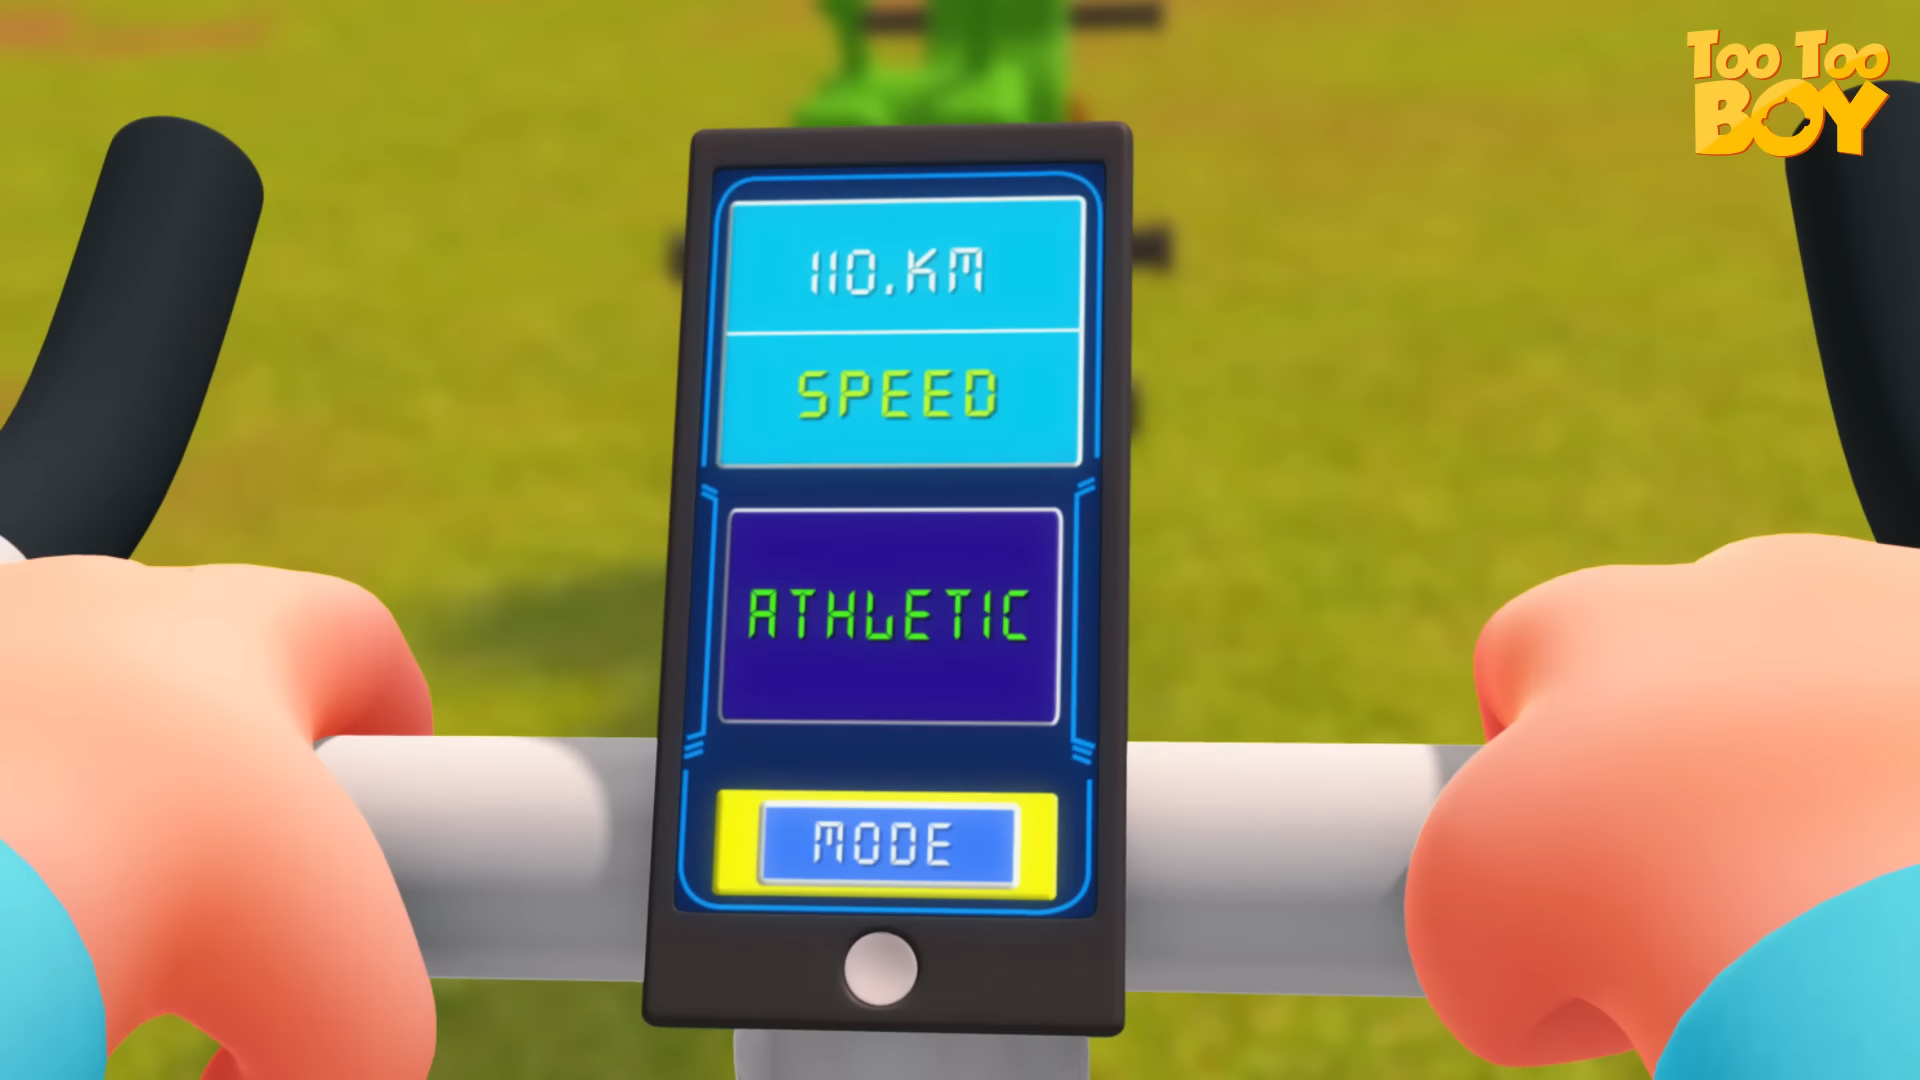 TOO TOO
BOY
110.KM
SPEED
ATHLETIC
MODE